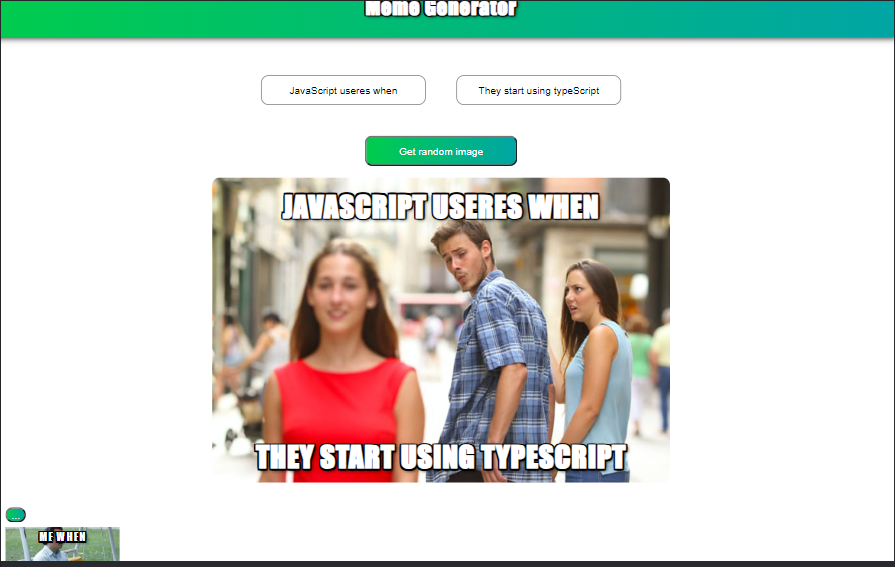 Meme Generator
JavaScript useres when
They start using typeScript
Get random image
JAVASCRIPT USERES WHEN
THEY START USING TYPESCRIPT
...
ME WHEN